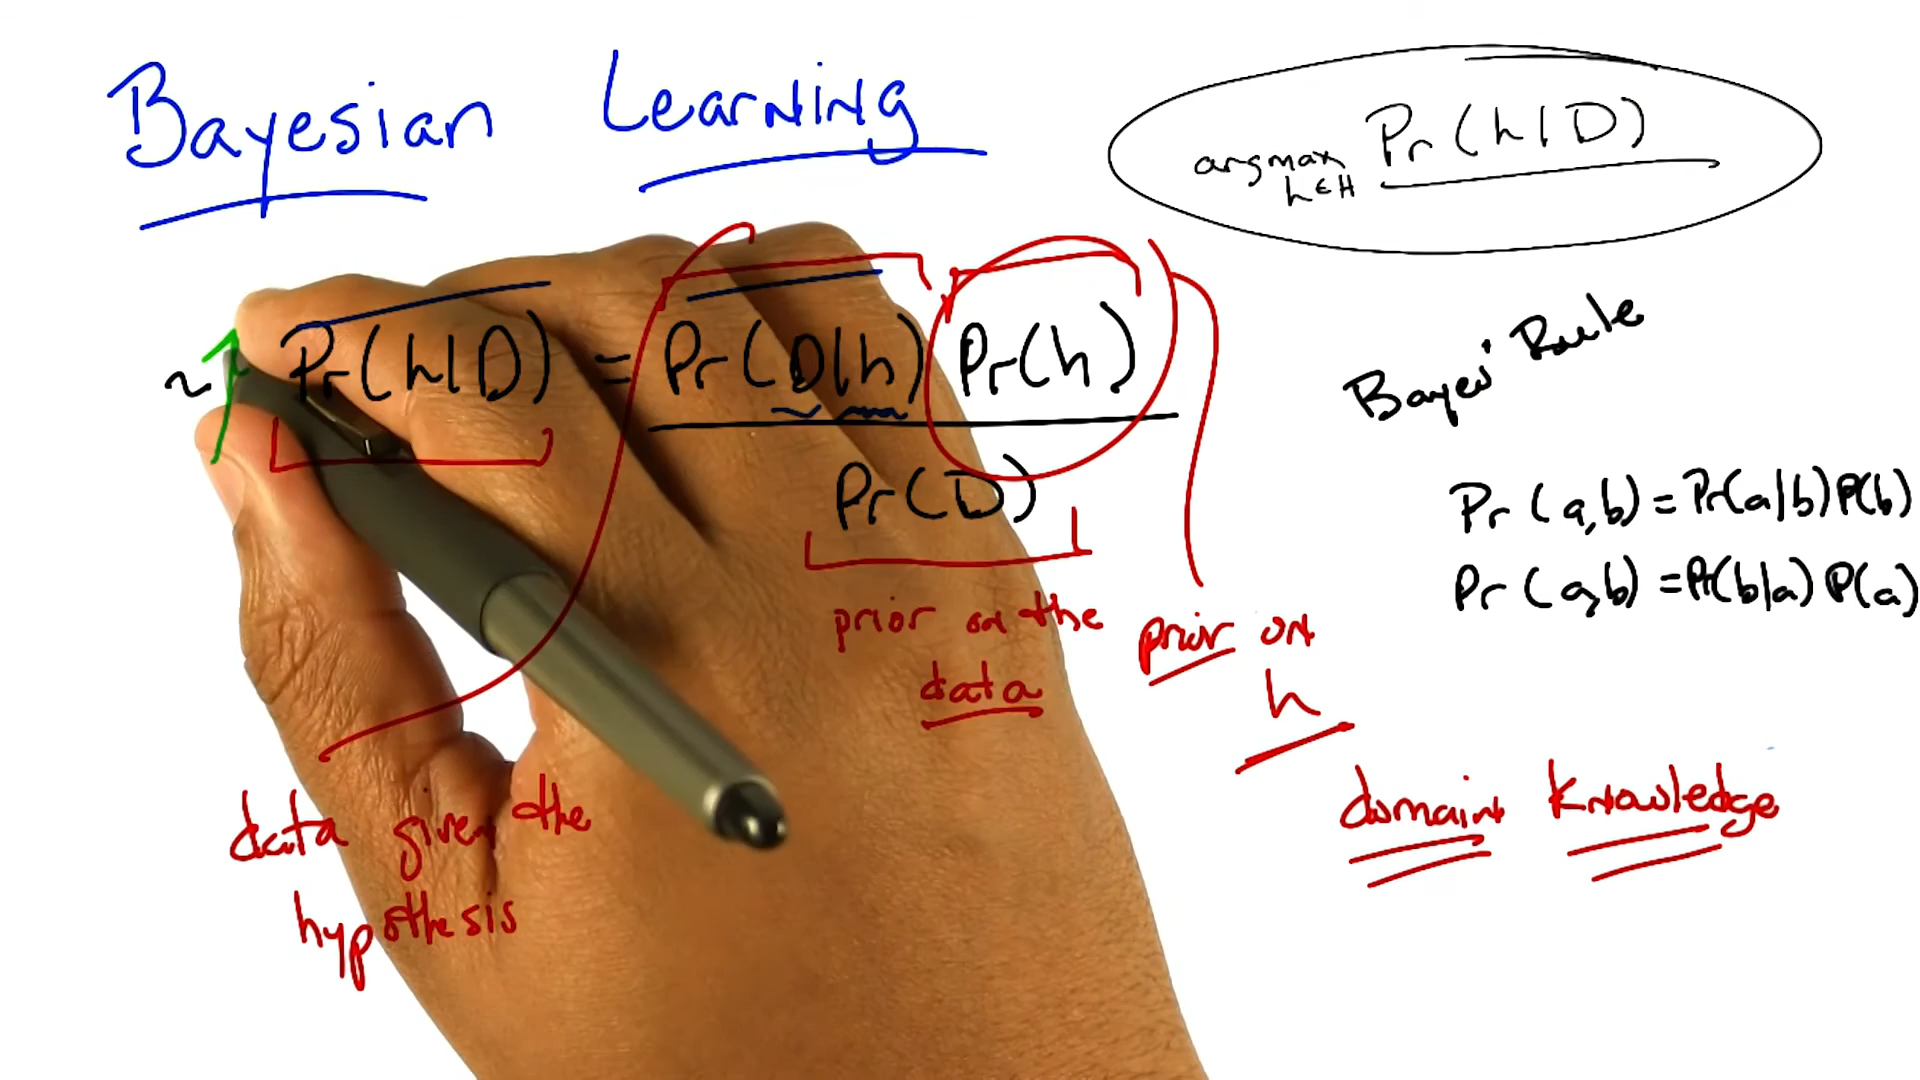 Bayesian Learning
argmax Pr(h|D)
h∈H
Pr(h|D) = Pr(D|h) Pr(h)
Pr(D)
Bayes' Rule
Pr(a,b) = Pr(a|b) P(b)
Pr(a,b) = Pr(b|a) P(a)
prior on the
data
prior on
h
domain knowledge
data given the
hypothesis